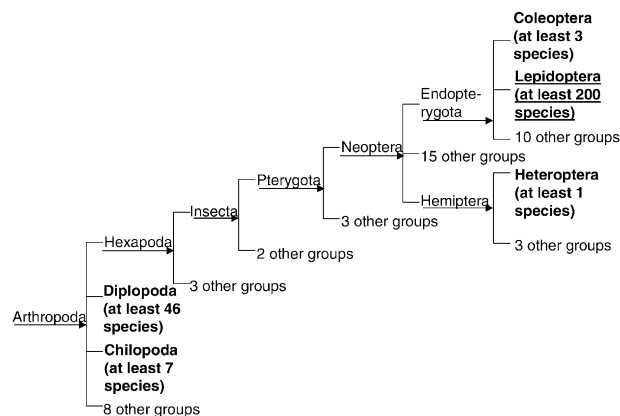 Coleoptera
(at least 3
species)
Lepidoptera
(at least 200
species)
10 other groups
Endopte-
rygota
Neoptera
15 other groups
Heteroptera
(at least 1
species)
Hemiptera
3 other groups
Pterygota
3 other groups
Insecta
2 other groups
Hexapoda
3 other groups
Diplopoda
(at least 46
species)
Arthropoda
Chilopoda
(at least 7
species)
8 other groups